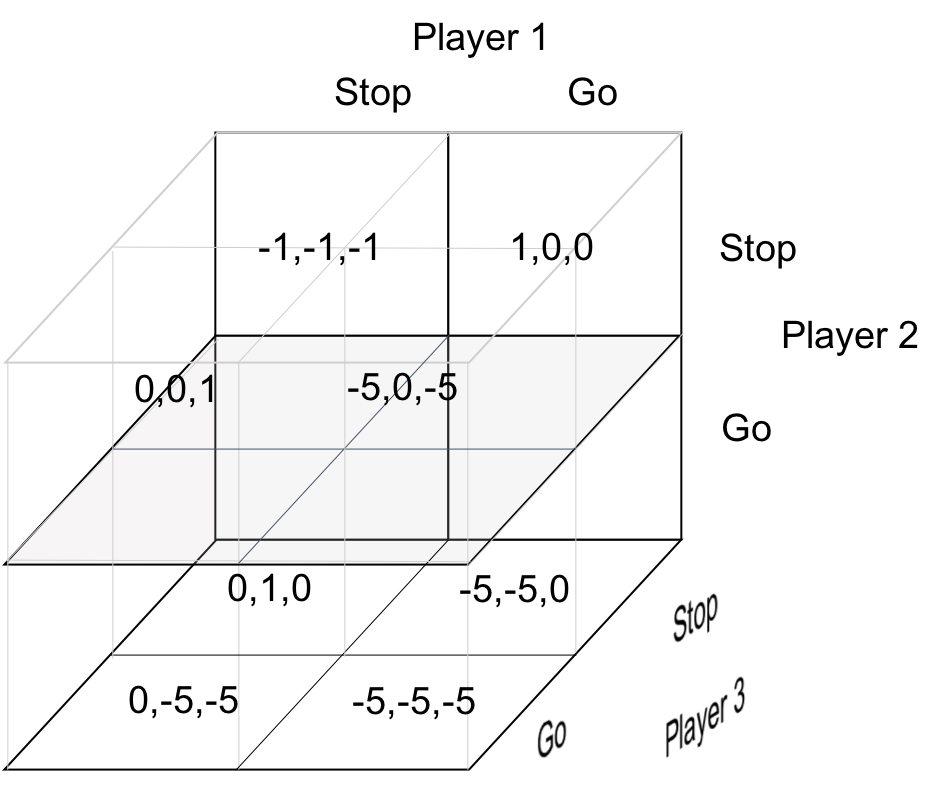 Player 1
Stop Go
-1,-1,-1 1,0,0 Stop
Player 2
0,0,1 -5,0,-5
Go
0,1,0 -5,-5,0
Stop
0,-5,-5 -5,-5,-5
Go Player 3